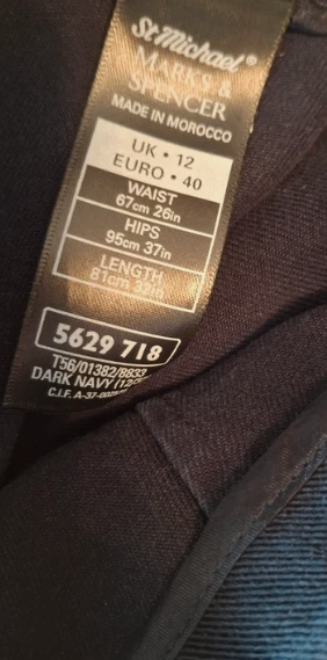 St Michael®
MARKS &
SPENCER
MADE IN MOROCCO
UK • 12
EURO • 40
WAIST
67cm 26in
HIPS
95cm 37in
LENGTH
81cm 32in
5629 718
T56/01382/8833
DARK NAVY
C.I.F. A-37-